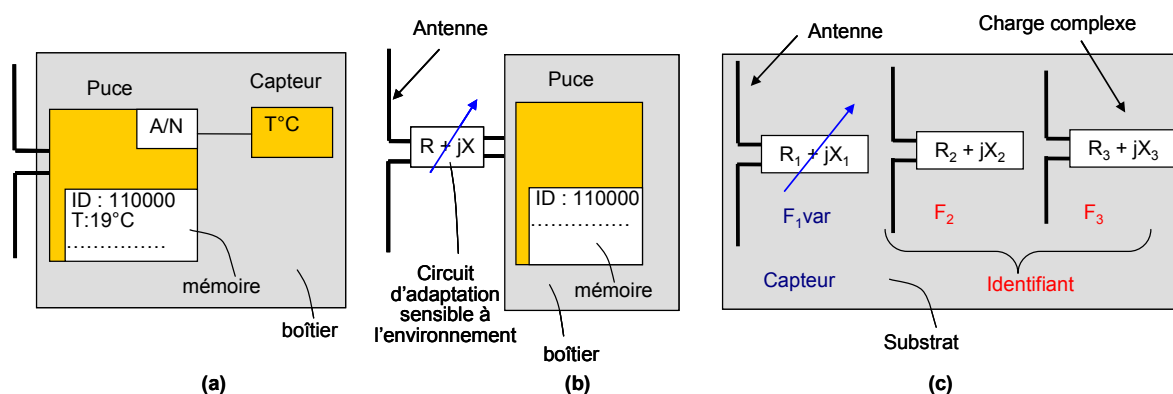 Puce
Capteur
A/N
T°C
ID : 110000
T:19°C
...............
mémoire
boîtier
(a)
Antenne
Puce
R + jX
ID : 110000
...............
Circuit
d'adaptation
sensible à
l'environnement
mémoire
boîtier
(b)
Antenne
Charge complexe
R1 + jX1
R2 + jX2
R3 + jX3
F1var
F2
F3
Capteur
Identifiant
Substrat
(c)